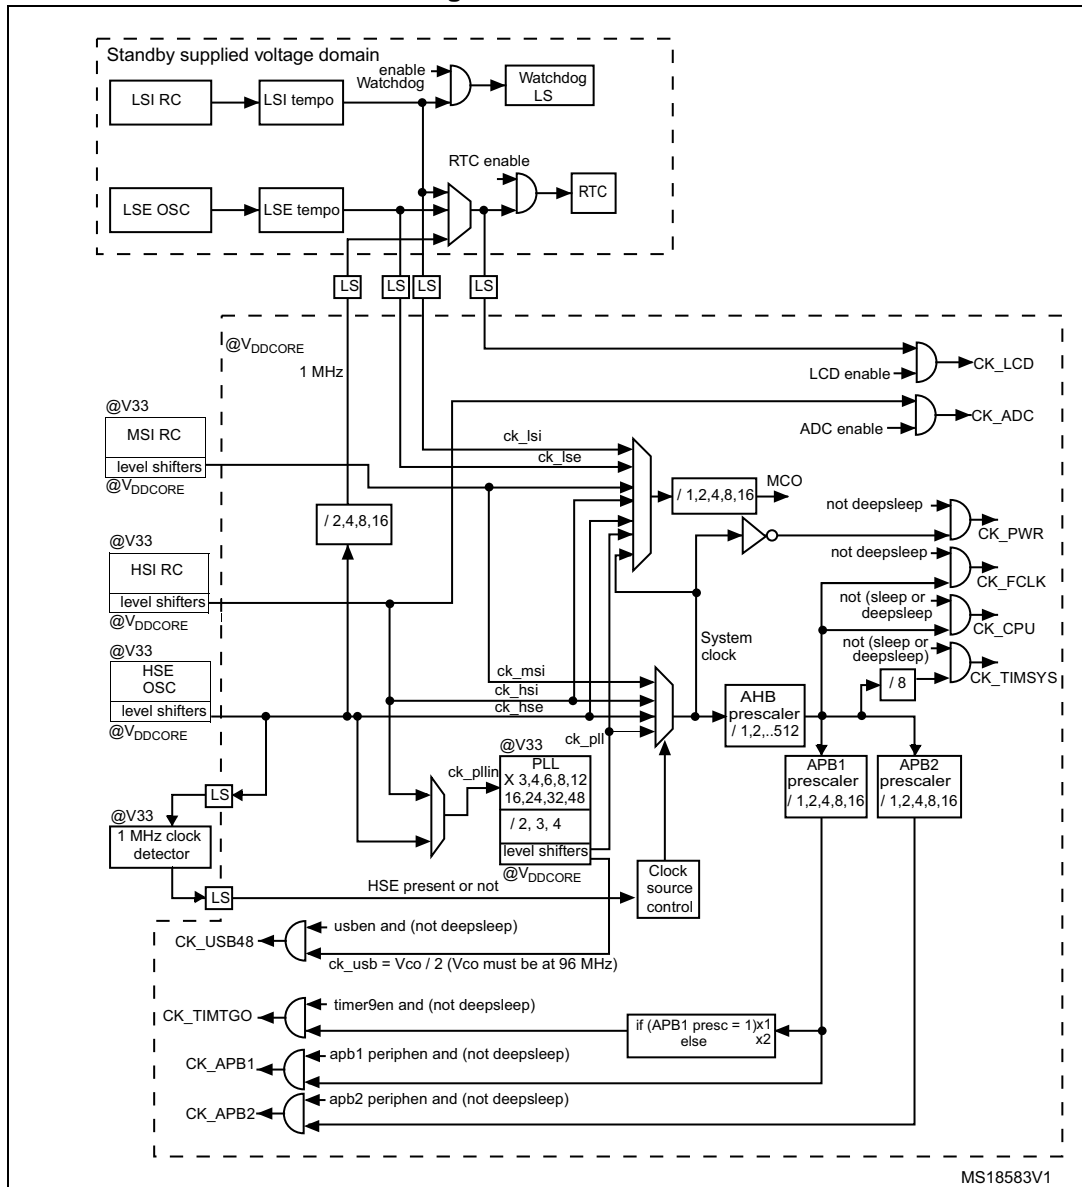 Standby supplied voltage domain
enable
Watchdog
LSI RC
LSI tempo
Watchdog
LS
RTC enable
LSE OSC
LSE tempo
RTC
LS
LS
LS
LS
@VDDCORE
1 MHz
CK_LCD
LCD enable
@V33
MSI RC
level shifters
@VDDCORE
CK_ADC
ADC enable
ck_lsi
ck_lse
/ 2,4,8,16
/ 1,2,4,8,16
MCO
not deepsleep
CK_PWR
@V33
HSI RC
level shifters
@VDDCORE
not deepsleep
CK_FCLK
not (sleep or
deepsleep
CK_CPU
System
clock
not (sleep or
deepsleep)
CK_TIMSYS
/ 8
@V33
HSE
OSC
level shifters
@VDDCORE
ck_msi
ck_hsi
ck_hse
ck_pll
AHB
prescaler
/ 1,2,..512
ck_pllin
@V33
PLL
X 3,4,6,8,12
16,24,32,48
/ 2, 3, 4
level shifters
@VDDCORE
APB1
prescaler
/ 1,2,4,8,16
APB2
prescaler
/ 1,2,4,8,16
LS
@V33
1 MHz clock
detector
LS
HSE present or not
Clock
source
control
CK_USB48
usben and (not deepsleep)
ck_usb = Vco / 2 (Vco must be at 96 MHz)
CK_TIMTGO
timer9en and (not deepsleep)
if (APB1 presc = 1)x1
else x2
CK_APB1
apb1 periphen and (not deepsleep)
CK_APB2
apb2 periphen and (not deepsleep)
MS18583V1